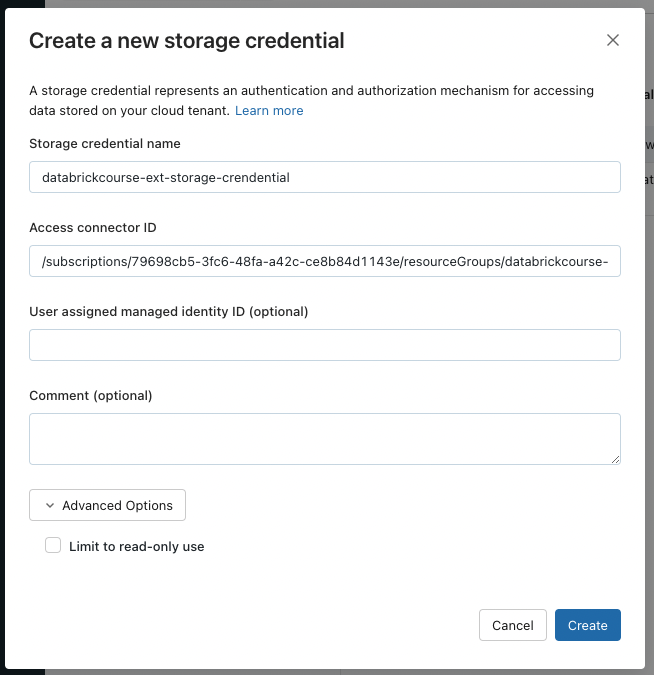 Create a new storage credential
A storage credential represents an authentication and authorization mechanism for accessing
data stored on your cloud tenant. Learn more
Storage credential name
databrickcourse-ext-storage-crendential
Access connector ID
/subscriptions/79698cb5-3fc6-48fa-a42c-ce8b84d1143e/resourceGroups/databrickcourse-
User assigned managed identity ID (optional)
Comment (optional)
Advanced Options
Limit to read-only use
Cancel
Create